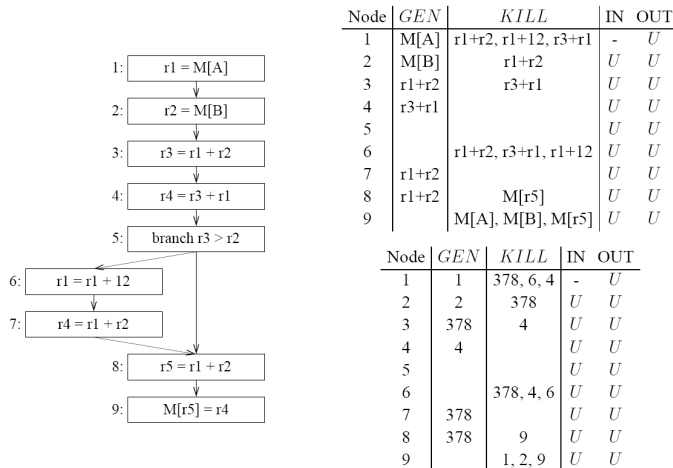 1: r1 = M[A]
2: r2 = M[B]
3: r3 = r1 + r2
4: r4 = r3 + r1
5: branch r3 > r2
6: r1 = r1 + 12
7: r4 = r1 + r2
8: r5 = r1 + r2
9: M[r5] = r4
Node GEN KILL IN OUT
1 M[A] r1+r2, r1+12, r3+r1 - U
2 M[B] r1+r2 U U
3 r1+r2 r3+r1 U U
4 r3+r1 U U
5 U U
6 r1+r2, r3+r1, r1+12 U U
7 r1+r2 U U
8 r1+r2 M[r5] U U
9 M[A], M[B], M[r5] U U
Node GEN KILL IN OUT
1 1 378, 6, 4 - U
2 2 378 U U
3 378 4 U U
4 4 U U
5 U U
6 378, 4, 6 U U
7 378 U U
8 378 9 U U
9 1, 2, 9 U U